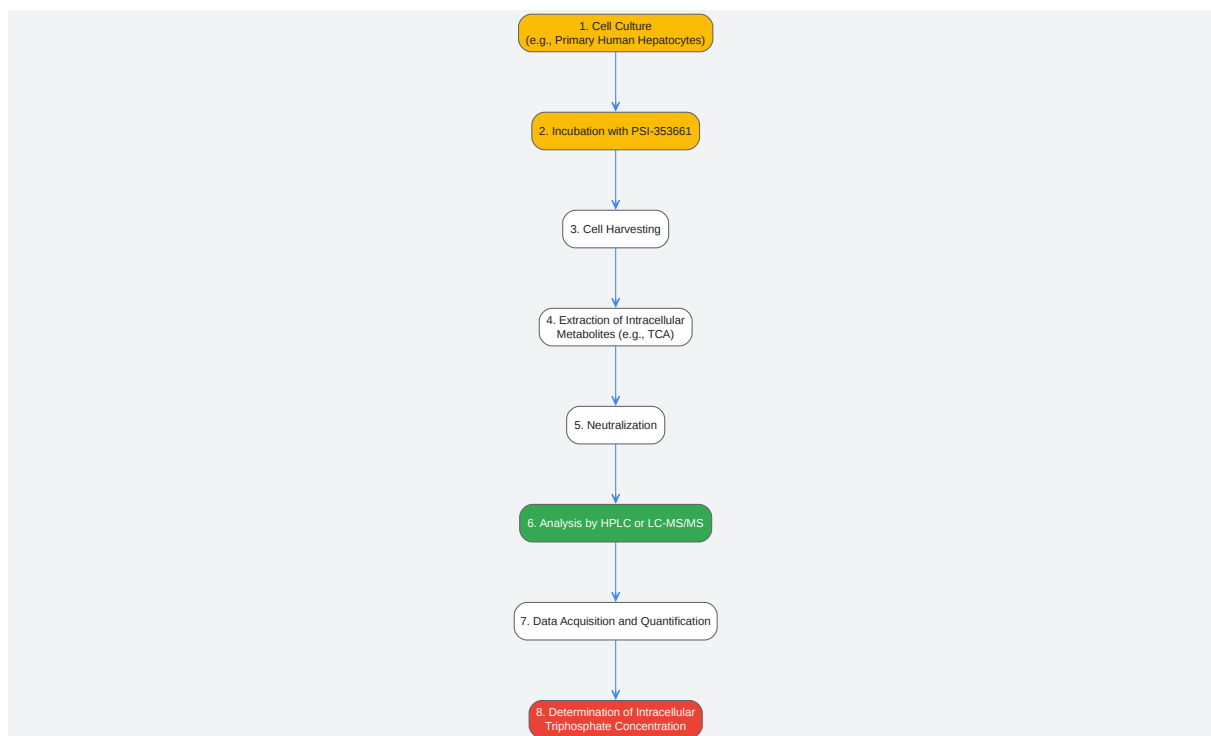 1. Cell Culture
(e.g., Primary Human Hepatocytes)
2. Incubation with PSI-353661
3. Cell Harvesting
4. Extraction of Intracellular
Metabolites (e.g., TCA)
5. Neutralization
6. Analysis by HPLC or LC-MS/MS
7. Data Acquisition and Quantification
8. Determination of Intracellular
Triphosphate Concentration